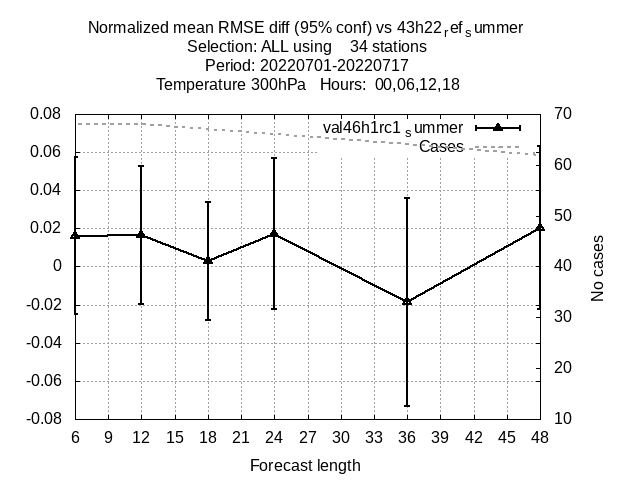 Normalized mean RMSE diff (95% conf) vs 43h22refsummer
Selection: ALL using 34 stations
Period: 20220701-20220717
Temperature 300hPa Hours: 00,06,12,18
val46h1rc1summer
Cases
0.08
0.06
0.04
0.02
0
-0.02
-0.04
-0.06
-0.08
70
60
50
40
30
20
10
No cases
6 9 12 15 18 21 24 27 30 33 36 39 42 45 48
Forecast length